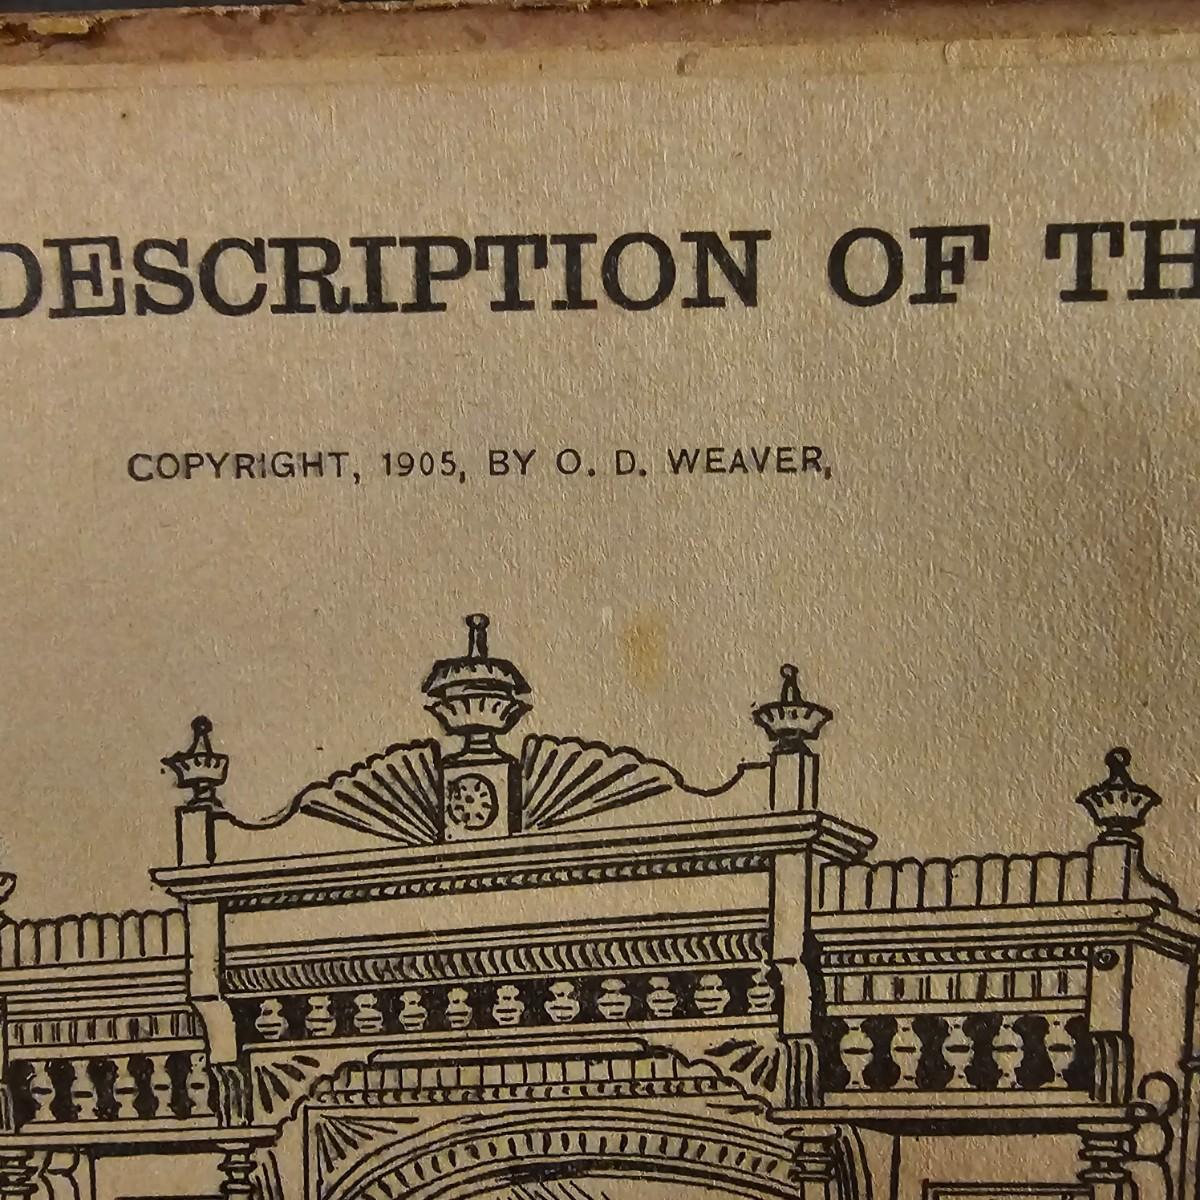 DESCRIPTION OF TH
COPYRIGHT, 1905, BY O. D. WEAVER,